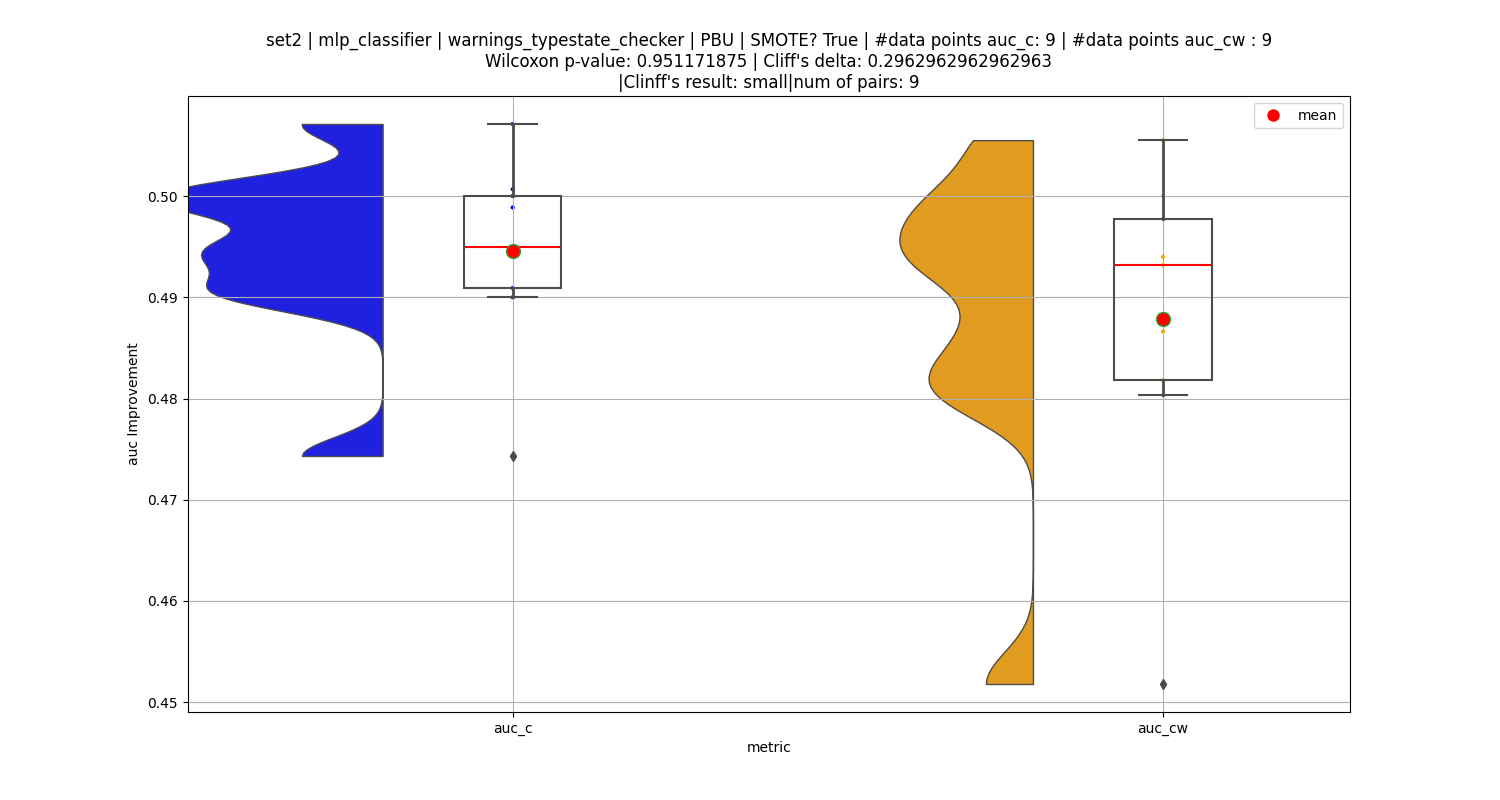 set2 | mlp_classifier | warnings_typestate_checker | PBU | SMOTE? True | #data points auc_c: 9 | #data points auc_cw : 9
Wilcoxon p-value: 0.951171875 | Cliff's delta: 0.2962962962962963
|Clinff's result: small|num of pairs: 9
mean
0.50
0.49
0.48
0.47
0.46
0.45
auc Improvement
auc_c
auc_cw
metric